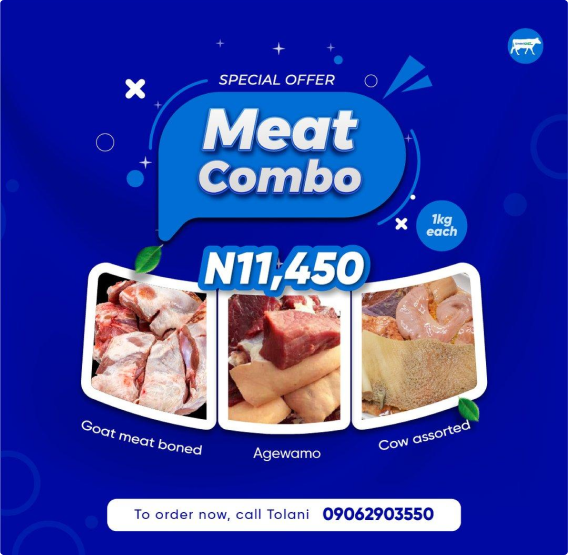 SPECIAL OFFER
Meat
Combo
1kg
each
N11,450
Goat meat boned
Agewamo
Cow assorted
To order now, call Tolani 09062903550